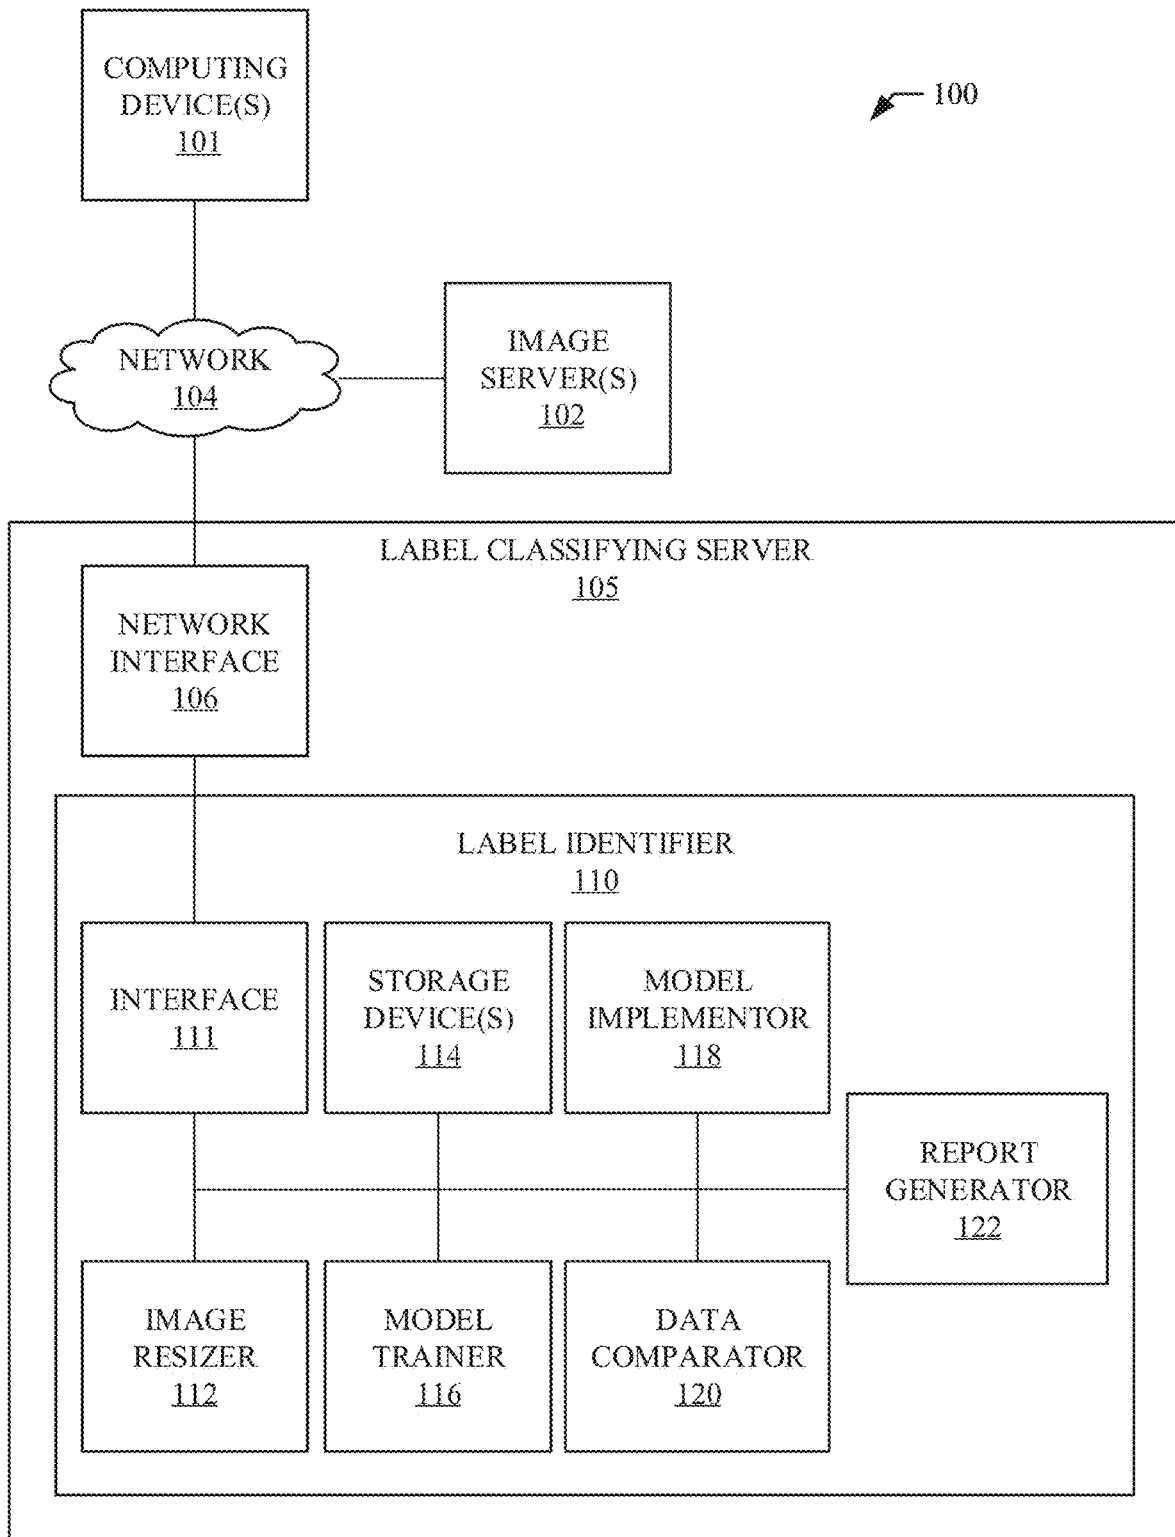 COMPUTING
DEVICE(S)
101
100
NETWORK
104
IMAGE
SERVER(S)
102
LABEL CLASSIFYING SERVER
105
NETWORK
INTERFACE
106
LABEL IDENTIFIER
110
INTERFACE
111
STORAGE
DEVICE(S)
114
MODEL
IMPLEMENTOR
118
REPORT
GENERATOR
122
IMAGE
RESIZER
112
MODEL
TRAINER
116
DATA
COMPARATOR
120